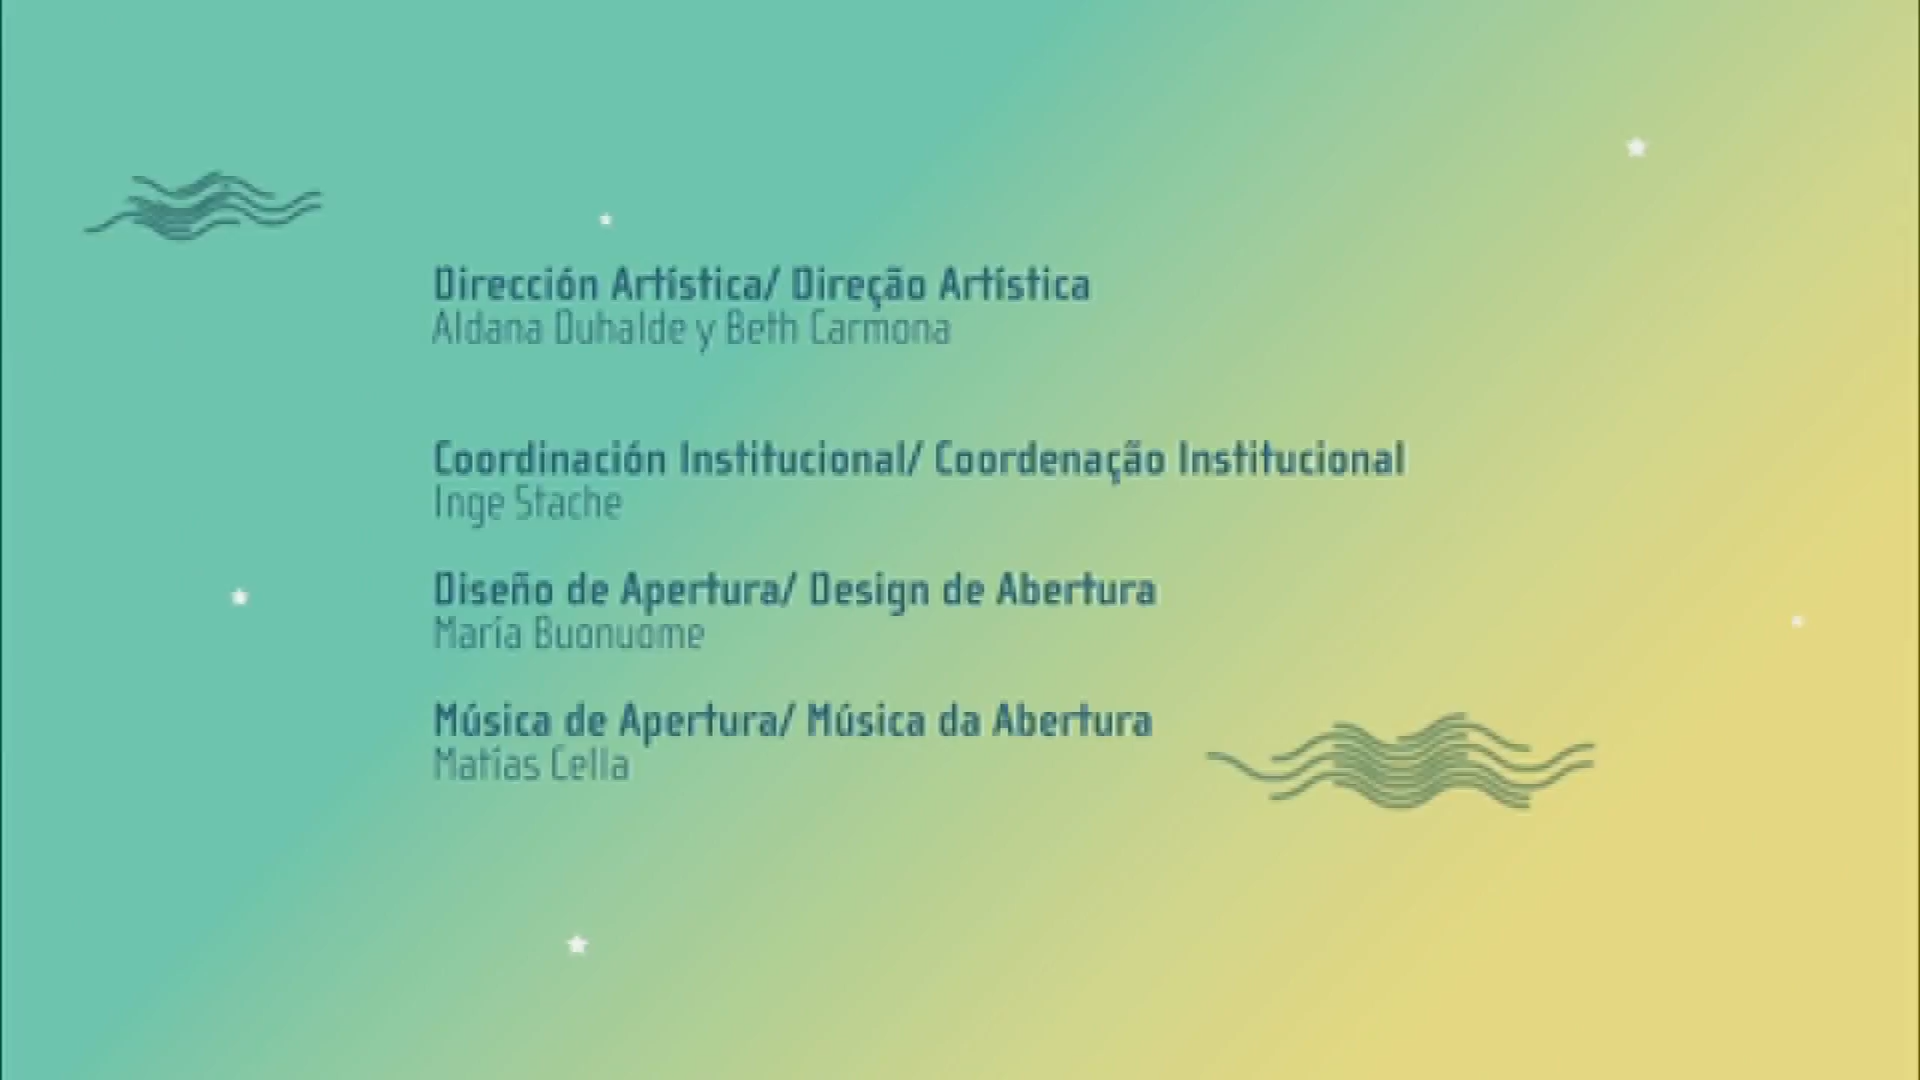 Dirección Artística/ Direção Artística
Aldana Duhalde y Beth Carmona
Coordinación Institucional/ Coordenação Institucional
Inge Stache
Diseño de Apertura/ Design de Abertura
María Buonuome
Música de Apertura/ Música da Abertura
Matías Cella